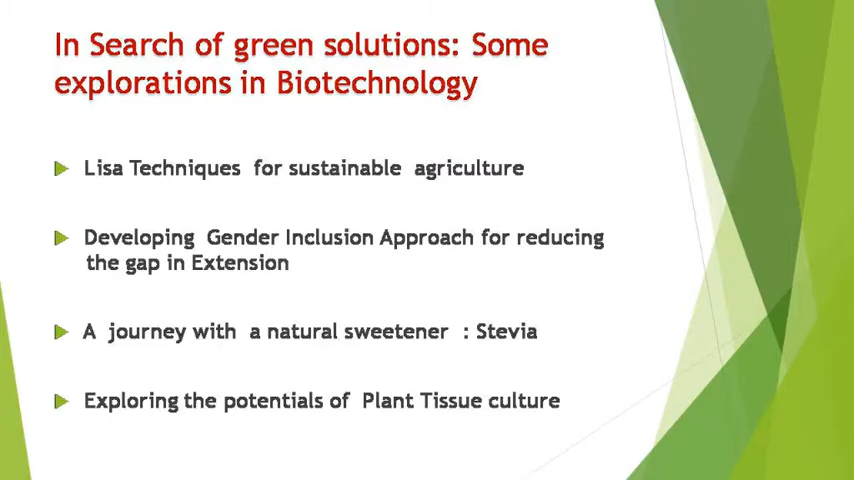 In Search of green solutions: Some
explorations in Biotechnology
Lisa Techniques for sustainable agriculture
Developing Gender Inclusion Approach for reducing
the gap in Extension
A journey with a natural sweetener : Stevia
Exploring the potentials of Plant Tissue culture